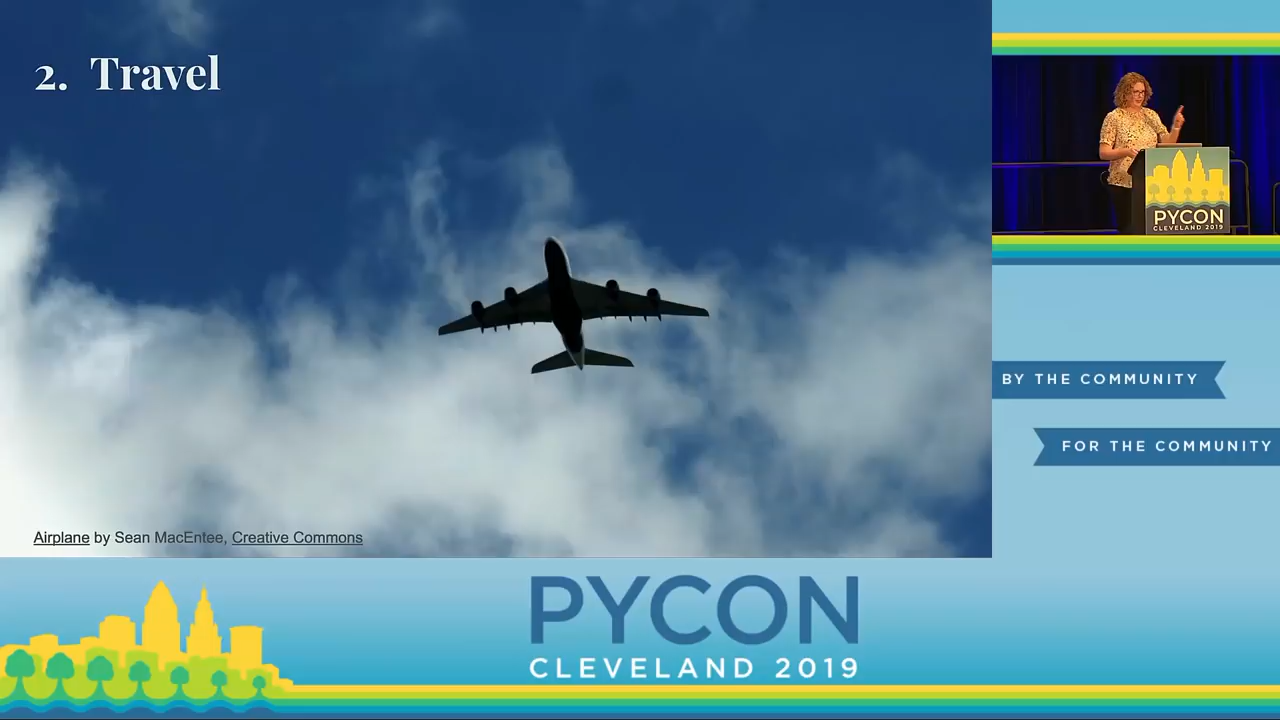 2. Travel
PYCON
CLEVELAND 2019
BY THE COMMUNITY
FOR THE COMMUNITY
Airplane by Sean MacEntee, Creative Commons
PYCON
CLEVELAND 2019